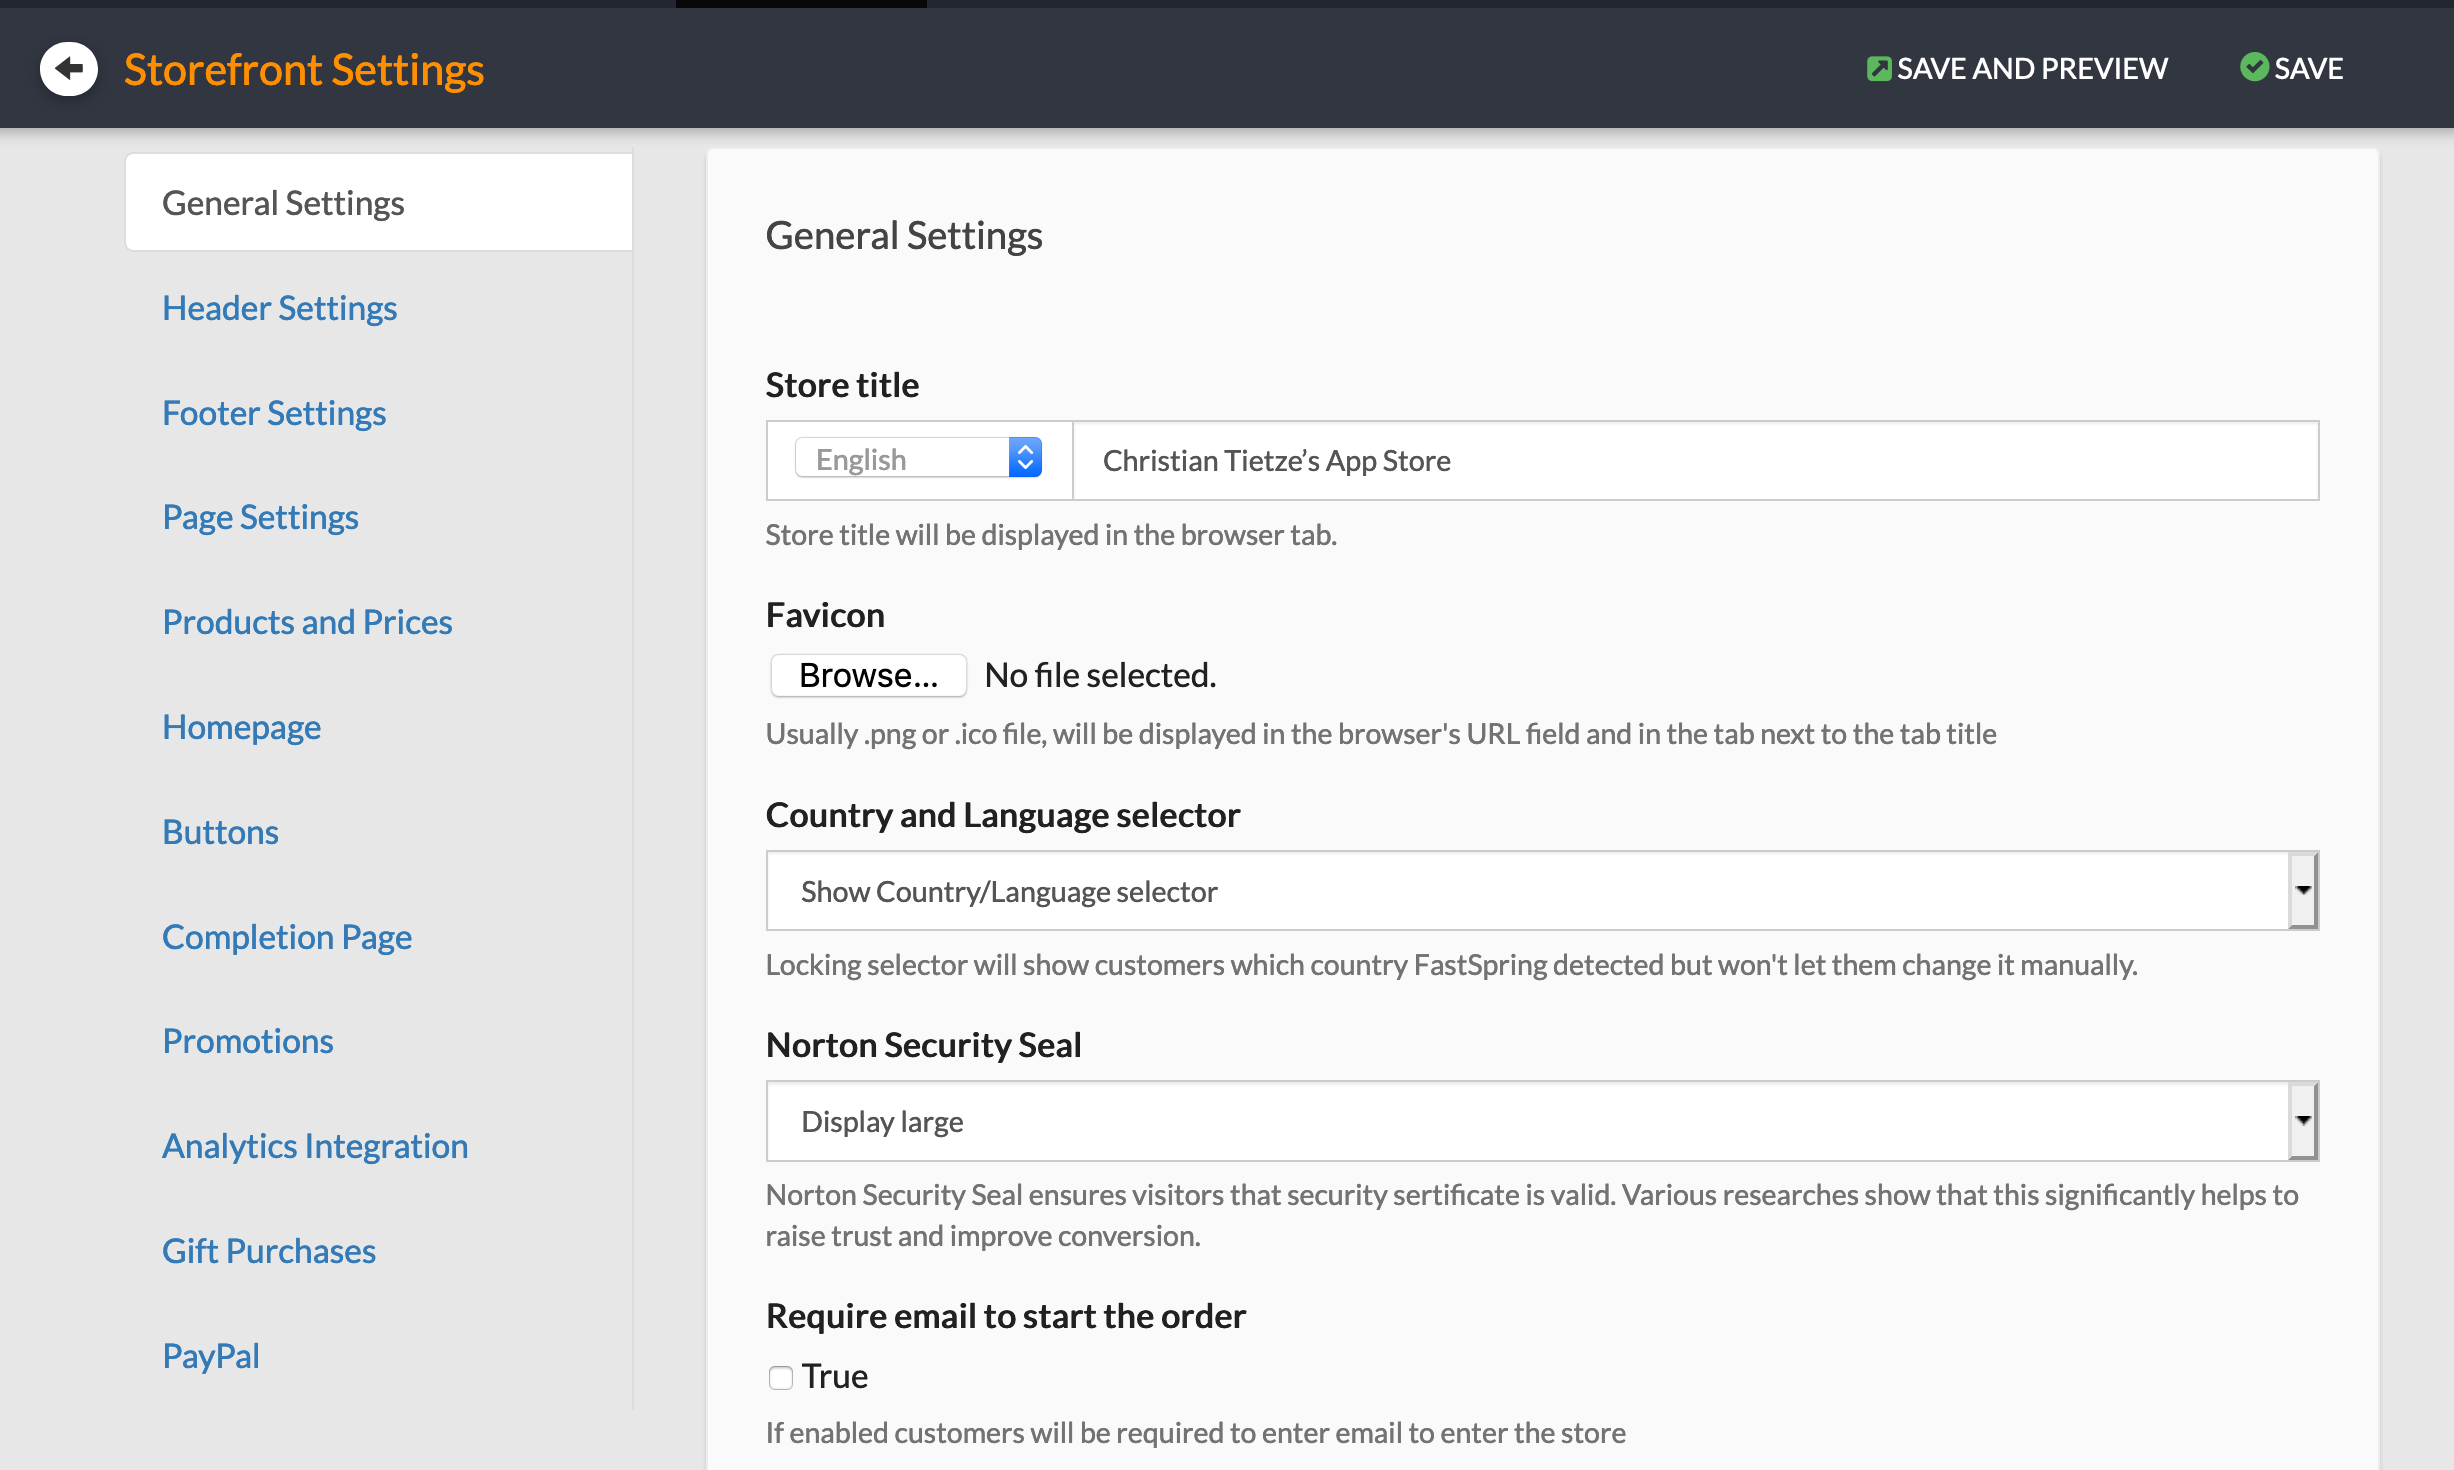 Storefront Settings
SAVE AND PREVIEW
SAVE
General Settings
Header Settings
Footer Settings
Page Settings
Products and Prices
Homepage
Buttons
Completion Page
Promotions
Analytics Integration
Gift Purchases
PayPal
General Settings
Store title
English
Christian Tietze’s App Store
Store title will be displayed in the browser tab.
Favicon
Browse... No file selected.
Usually .png or .ico file, will be displayed in the browser's URL field and in the tab next to the tab title
Country and Language selector
Show Country/Language selector
Locking selector will show customers which country FastSpring detected but won't let them change it manually.
Norton Security Seal
Display large
Norton Security Seal ensures visitors that security sertificate is valid. Various researches show that this significantly helps to
raise trust and improve conversion.
Require email to start the order
True
If enabled customers will be required to enter email to enter the store